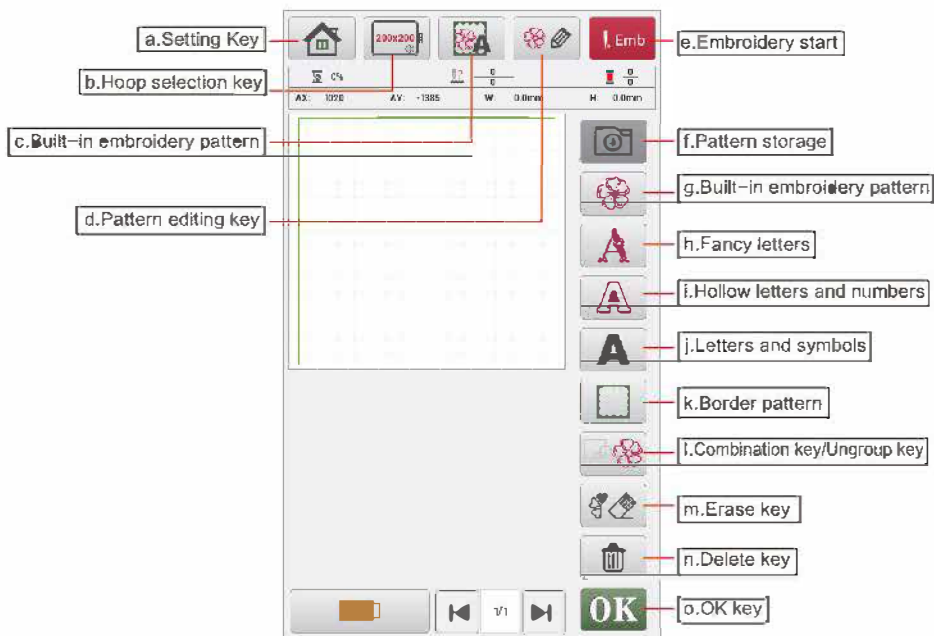 a.Setting Key
200x200
A
Emb
e.Embroidery start
b.Hoop selection key
0%
0
0
0
0
AX: 1020 AY: -1385 W: 0.0mm H: 0.0mm
c.Built-in embroidery pattern
f.Pattern storage
g.Built-in embroidery pattern
d.Pattern editing key
A
h.Fancy letters
A
i.Hollow letters and numbers
A
j.Letters and symbols
k.Border pattern
l.Combination key/Ungroup key
m.Erase key
n.Delete key
1/1
OK
o.OK key